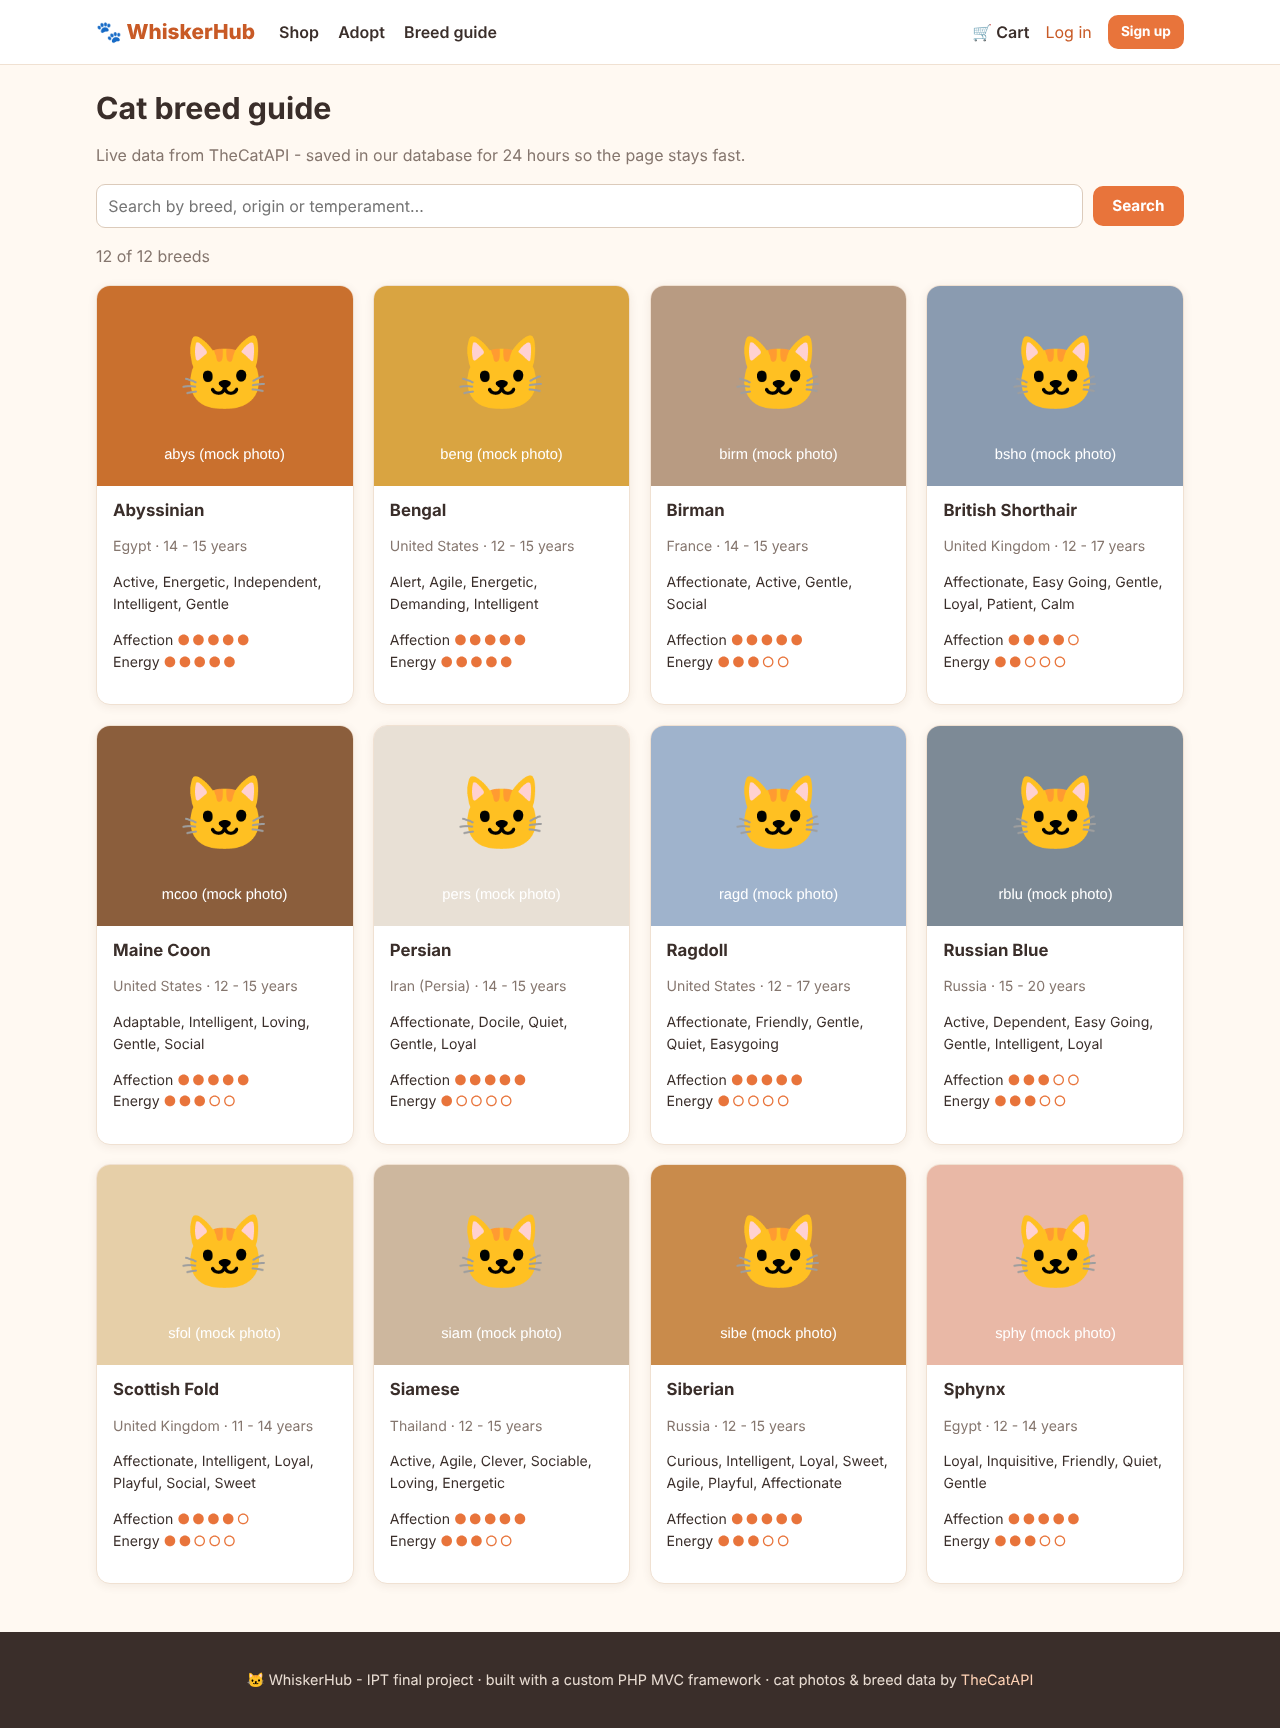 🐾 WhiskerHub Shop Adopt Breed guide 🛒 Cart Log in Sign up
Cat breed guide
Live data from TheCatAPI - saved in our database for 24 hours so the page stays fast.
Search by breed, origin or temperament... Search
12 of 12 breeds
abys (mock photo)
Abyssinian
Egypt · 14 - 15 years
Active, Energetic, Independent,
Intelligent, Gentle
Affection ●●●●●
Energy ●●●●●
beng (mock photo)
Bengal
United States · 12 - 15 years
Alert, Agile, Energetic,
Demanding, Intelligent
Affection ●●●●●
Energy ●●●●●
birm (mock photo)
Birman
France · 14 - 15 years
Affectionate, Active, Gentle,
Social
Affection ●●●●●
Energy ●●●○○
bsho (mock photo)
British Shorthair
United Kingdom · 12 - 17 years
Affectionate, Easy Going, Gentle,
Loyal, Patient, Calm
Affection ●●●●○
Energy ●●○○○
mcoo (mock photo)
Maine Coon
United States · 12 - 15 years
Adaptable, Intelligent, Loving,
Gentle, Social
Affection ●●●●●
Energy ●●●○○
pers (mock photo)
Persian
Iran (Persia) · 14 - 15 years
Affectionate, Docile, Quiet,
Gentle, Loyal
Affection ●●●●●
Energy ●○○○○
ragd (mock photo)
Ragdoll
United States · 12 - 17 years
Affectionate, Friendly, Gentle,
Quiet, Easygoing
Affection ●●●●●
Energy ●○○○○
rblu (mock photo)
Russian Blue
Russia · 15 - 20 years
Active, Dependent, Easy Going,
Gentle, Intelligent, Loyal
Affection ●●●○○
Energy ●●●○○
sfol (mock photo)
Scottish Fold
United Kingdom · 11 - 14 years
Affectionate, Intelligent, Loyal,
Playful, Social, Sweet
Affection ●●●●○
Energy ●●○○○
siam (mock photo)
Siamese
Thailand · 12 - 15 years
Active, Agile, Clever, Sociable,
Loving, Energetic
Affection ●●●●●
Energy ●●●○○
sibe (mock photo)
Siberian
Russia · 12 - 15 years
Curious, Intelligent, Loyal, Sweet,
Agile, Playful, Affectionate
Affection ●●●●●
Energy ●●●○○
sphy (mock photo)
Sphynx
Egypt · 12 - 14 years
Loyal, Inquisitive, Friendly, Quiet,
Gentle
Affection ●●●●●
Energy ●●●○○
🐱 WhiskerHub - IPT final project · built with a custom PHP MVC framework · cat photos & breed data by TheCatAPI